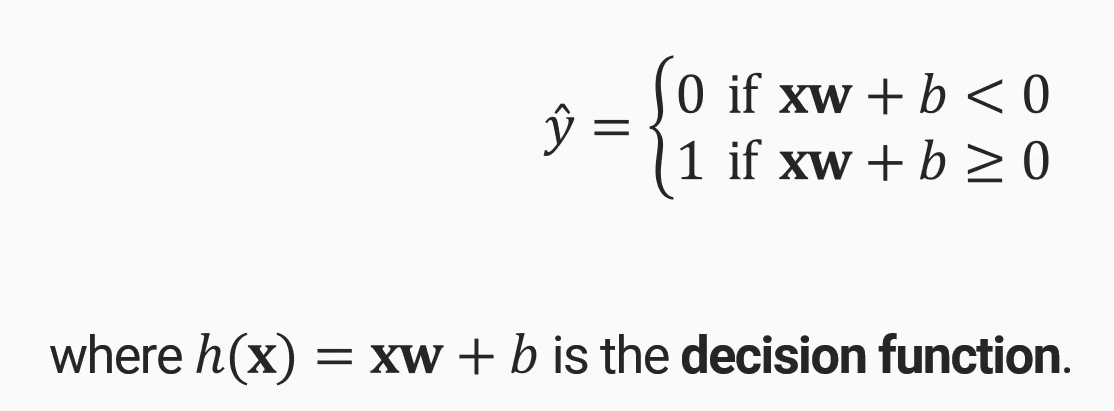 ŷ = { 0 if xw + b < 0
1 if xw + b ≥ 0
where h(x) = xw + b is the decision function.